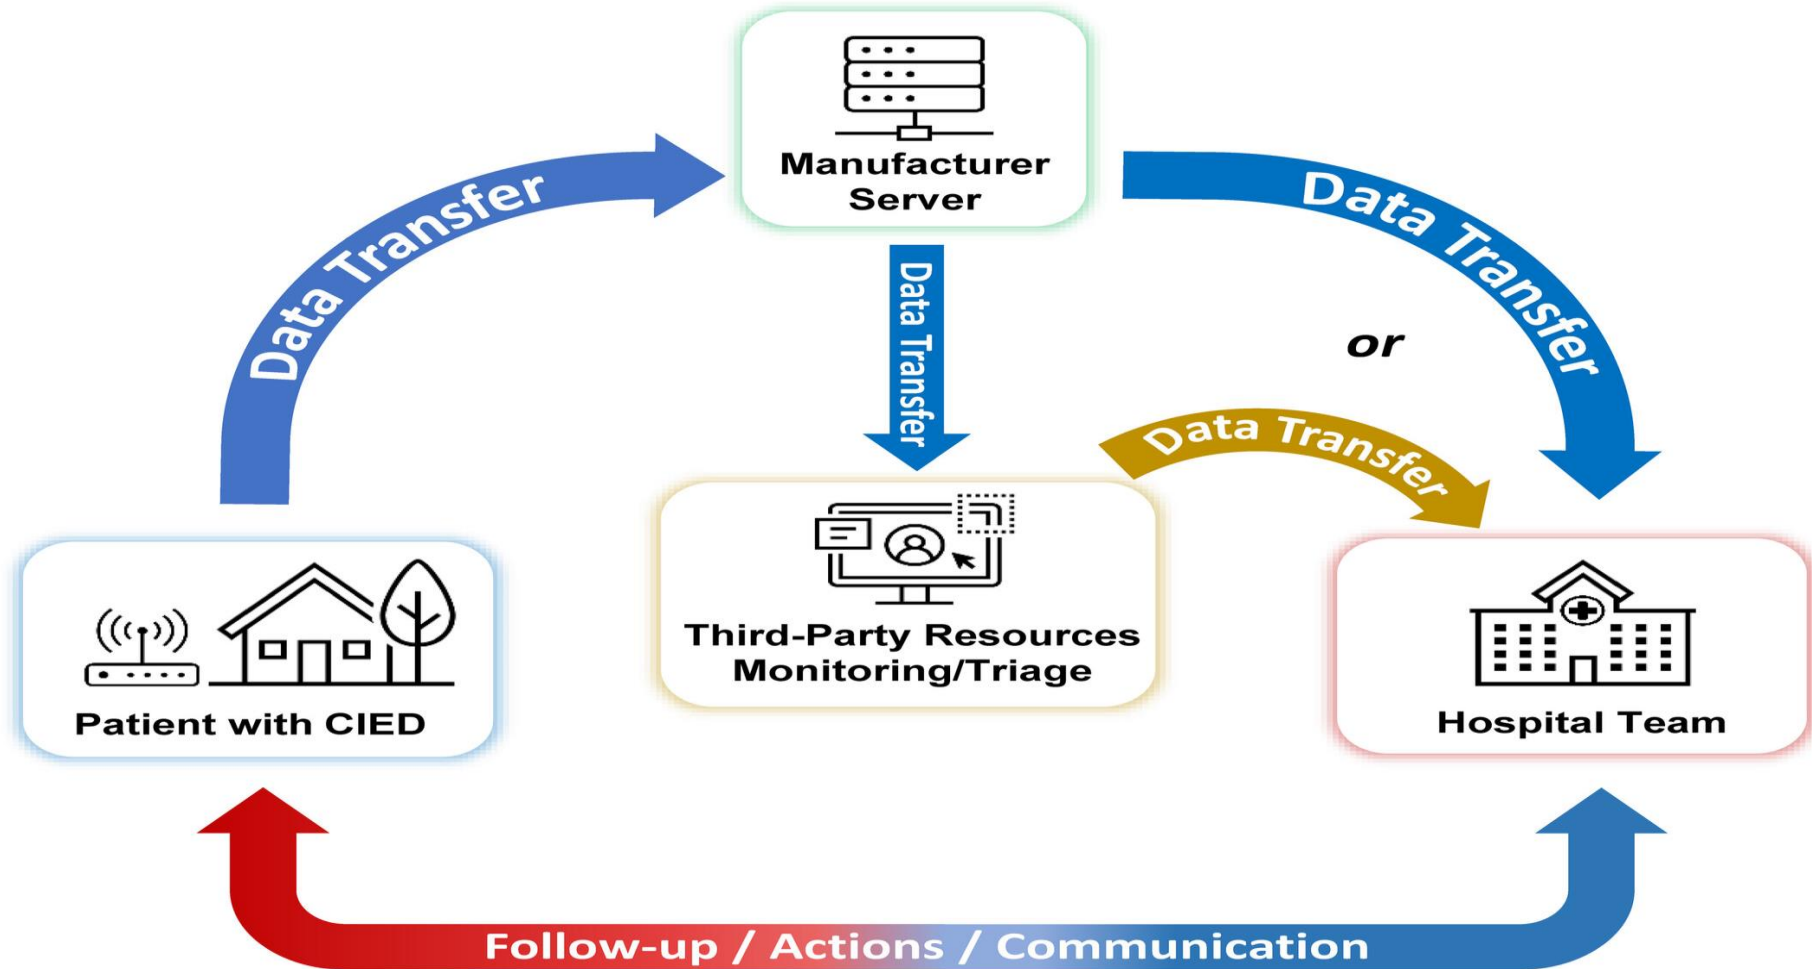 Manufacturer
Server
Data Transfer
Data Transfer
Data Transfer
or
Data Transfer
Third-Party Resources
Monitoring/Triage
Patient with CIED
Hospital Team
Follow-up / Actions / Communication